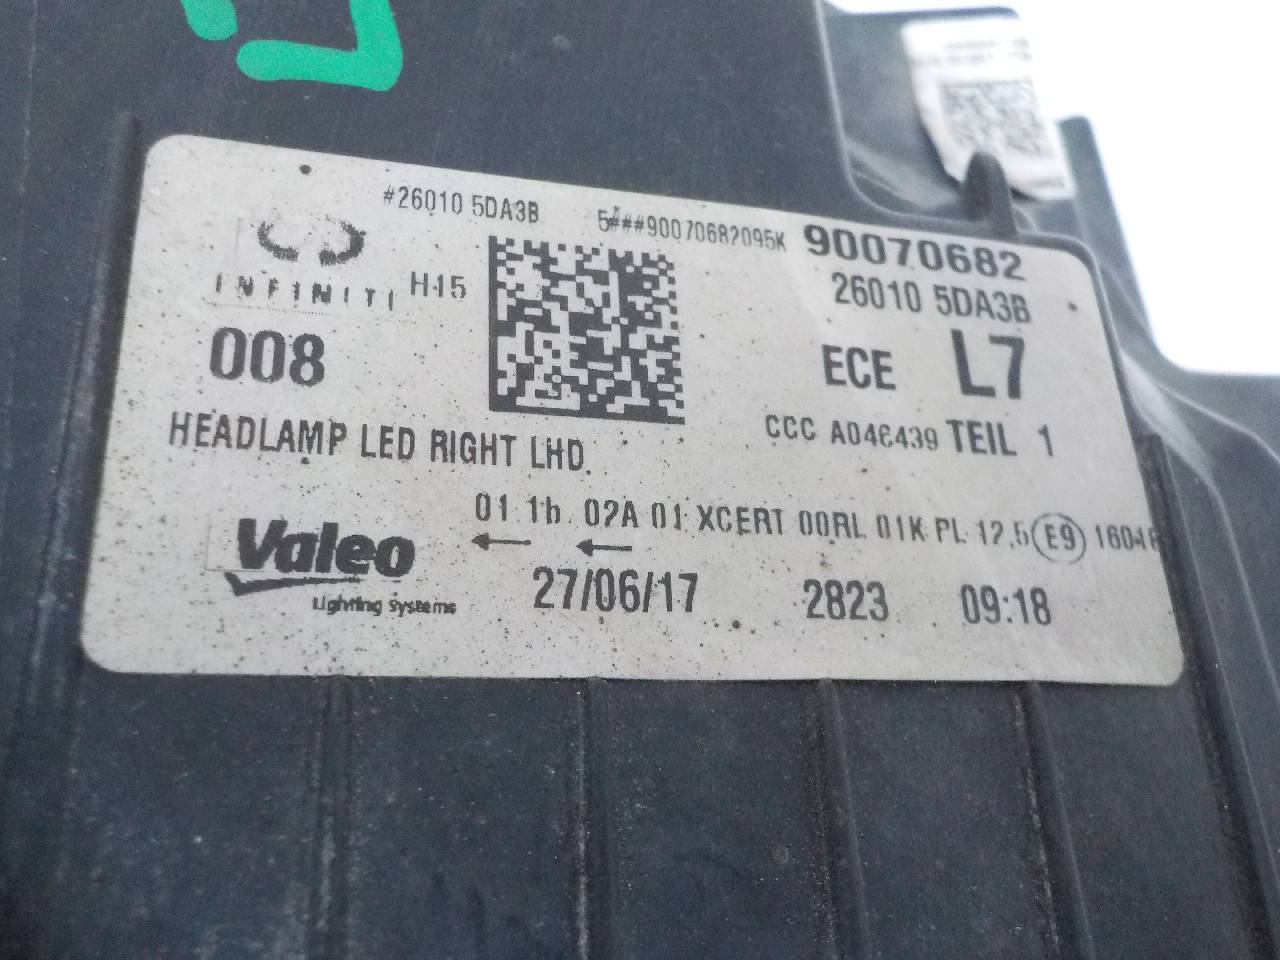 #26010 5DA3B 5###90070682095K 90070682
INFINITI H15 26010 5DA3B
008 ECE L7
HEADLAMP LED RIGHT LHD. CCC A046439 TEIL 1
01 1b 02A 01 XCERT 00RL 01K PL 12.5 E9 16048
Valeo
Lighting Systems 27/06/17 2823 09:18